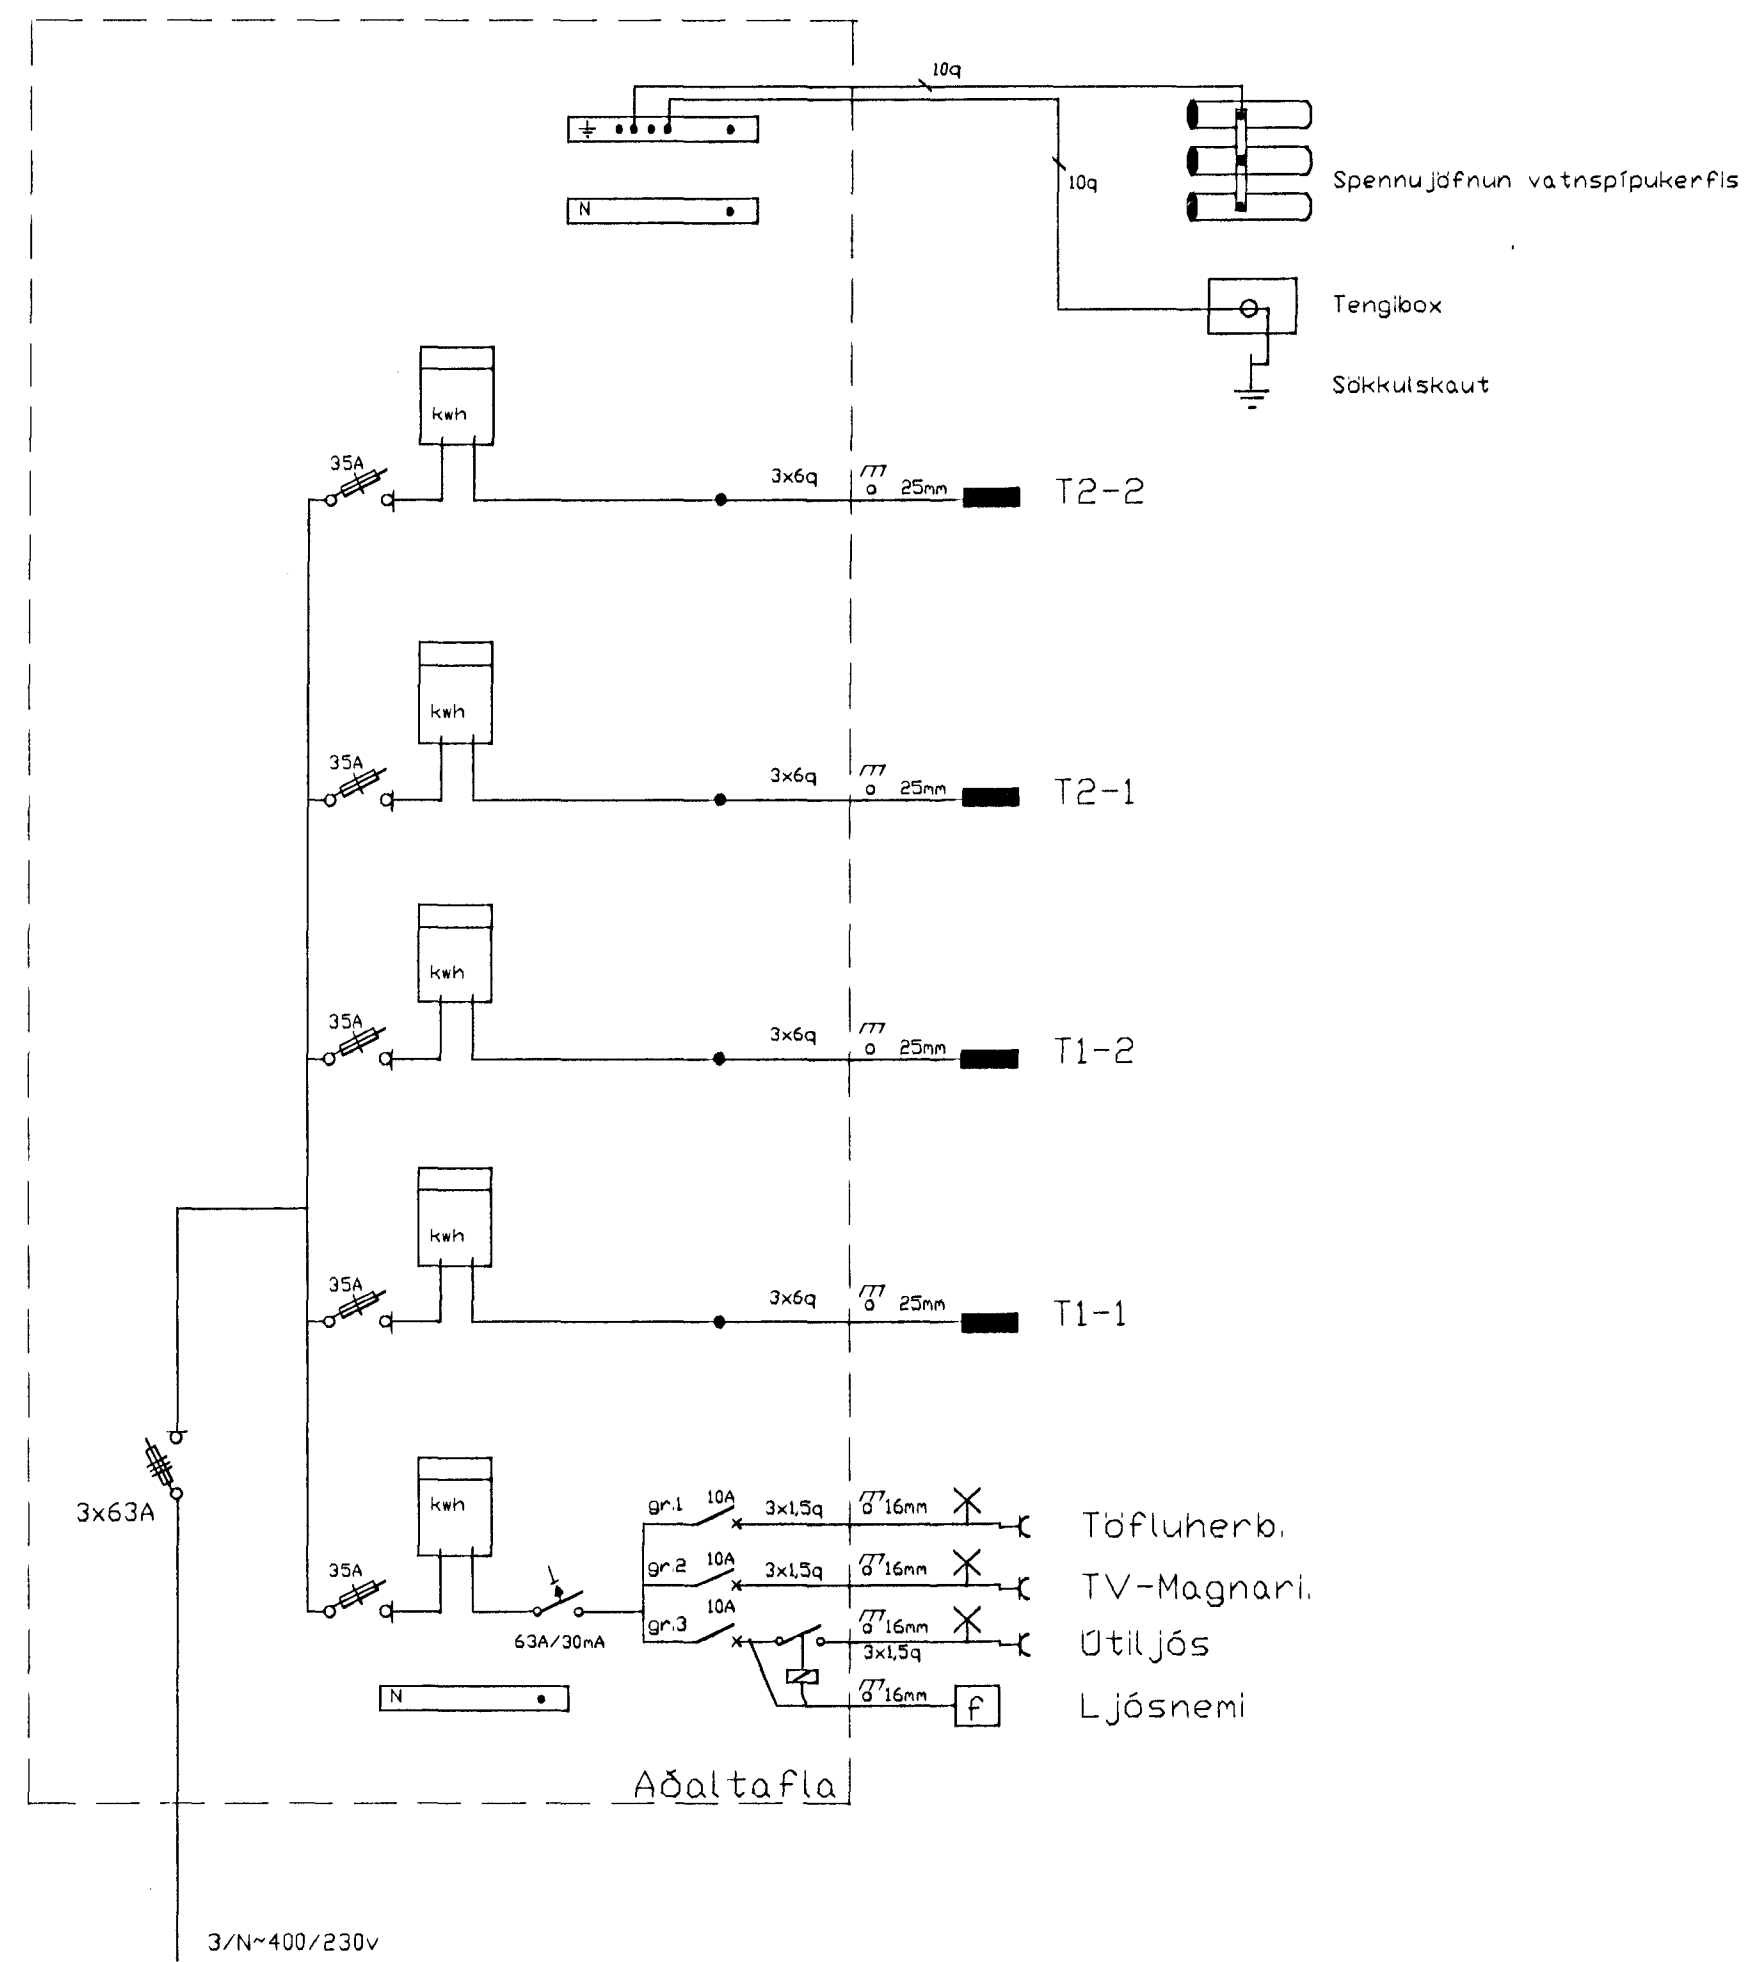 10q
10q
N
Spennujöfnun vatnspípukerfis
Tengibox
Sökkulskaut
kwh
35A
3x6q
25mm
T2-2
kwh
35A
3x6q
25mm
T2-1
kwh
35A
3x6q
25mm
T1-2
kwh
35A
3x6q
25mm
T1-1
3x63A
kwh
35A
63A/30mA
gr.1 10A 3x1,5q 16mm Töfluherb.
gr.2 10A 3x1,5q 16mm TV-Magnari.
gr.3 10A 16mm Útiljós
3x1,5q
N
16mm f Ljósnemi
Aðaltafla
3/N~400/230v